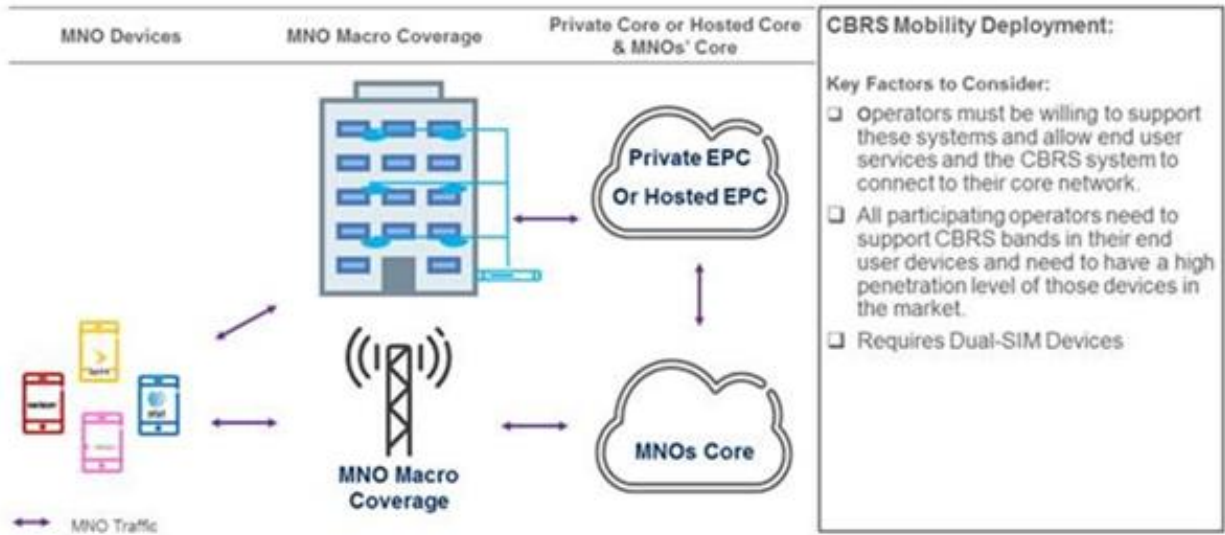 MNO Devices
MNO Macro Coverage
Private Core or Hosted Core
& MNOs' Core
Private EPC
Or Hosted EPC
verizon
at&t
MNO Macro
Coverage
MNOs Core
MNO Traffic
CBRS Mobility Deployment:
Key Factors to Consider:
❑ Operators must be willing to support
these systems and allow end user
services and the CBRS system to
connect to their core network.
❑ All participating operators need to
support CBRS bands in their end
user devices and need to have a high
penetration level of those devices in
the market.
❑ Requires Dual-SIM Devices